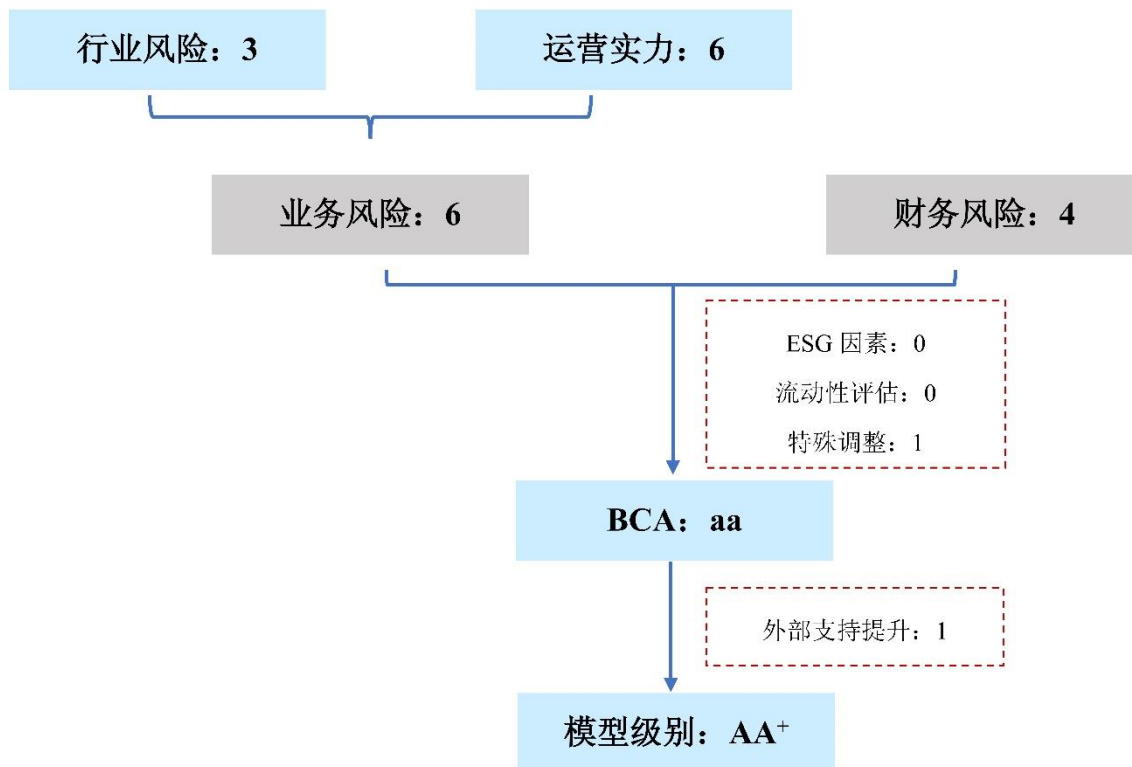 行业风险：3
运营实力：6
业务风险：6
财务风险：4
ESG 因素：0
流动性评估：0
特殊调整：1
BCA：aa
外部支持提升：1
模型级别：AA⁺